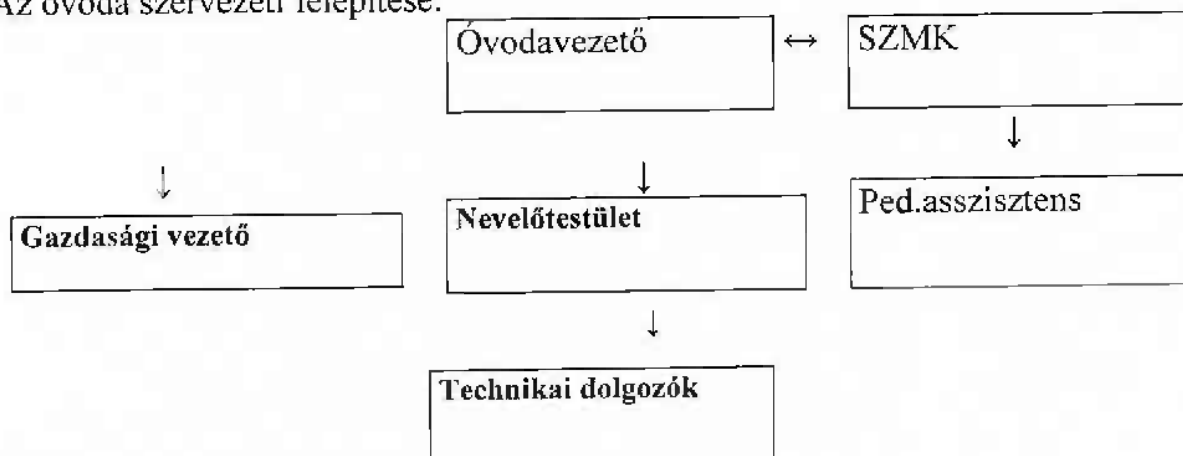 Az óvoda szervezeti felépítése:
Óvodavezető ↔ SZMK
↓
↓ ↓
Ped.asszisztens
Gazdasági vezető Nevelőtestület
↓
Technikai dolgozók